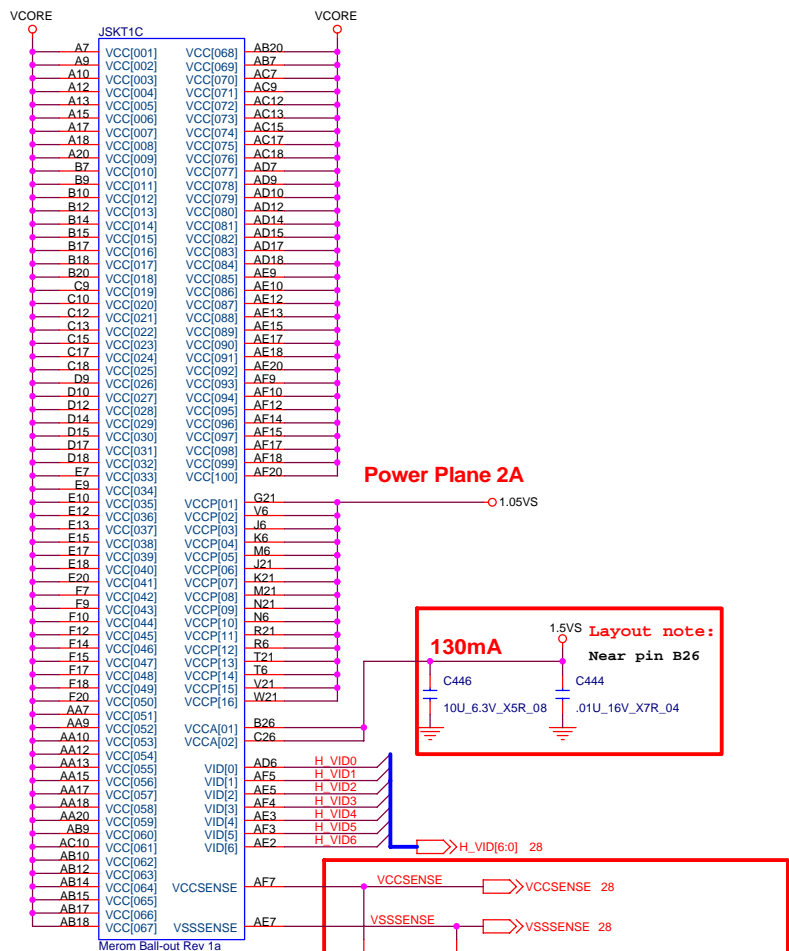 VCORE VCORE
JSKT1C
A7 VCC[001] VCC[068] AB20
A9 VCC[002] VCC[069] AB7
A10 VCC[003] VCC[070] AC7
A12 VCC[004] VCC[071] AC9
A13 VCC[005] VCC[072] AC12
A15 VCC[006] VCC[073] AC13
A17 VCC[007] VCC[074] AC15
A18 VCC[008] VCC[075] AC17
A20 VCC[009] VCC[076] AC18
B7 VCC[010] VCC[077] AD7
B9 VCC[011] VCC[078] AD9
B10 VCC[012] VCC[079] AD10
B12 VCC[013] VCC[080] AD12
B14 VCC[014] VCC[081] AD14
B15 VCC[015] VCC[082] AD15
B17 VCC[016] VCC[083] AD17
B18 VCC[017] VCC[084] AD18
B20 VCC[018] VCC[085] AE9
C9 VCC[019] VCC[086] AE10
C10 VCC[020] VCC[087] AE12
C12 VCC[021] VCC[088] AE13
C13 VCC[022] VCC[089] AE15
C15 VCC[023] VCC[090] AE17
C17 VCC[024] VCC[091] AE18
C18 VCC[025] VCC[092] AE20
D9 VCC[026] VCC[093] AF9
D10 VCC[027] VCC[094] AF10
D12 VCC[028] VCC[095] AF12
D14 VCC[029] VCC[096] AF14
D15 VCC[030] VCC[097] AF15
D17 VCC[031] VCC[098] AF17
D18 VCC[032] VCC[099] AF18
E7 VCC[033] VCC[100] AF20
Power Plane 2A
E9 VCC[034]
E10 VCC[035] VCCP[01] G21 1.05VS
E12 VCC[036] VCCP[02] V6
E13 VCC[037] VCCP[03] J6
E15 VCC[038] VCCP[04] K6
E17 VCC[039] VCCP[05] M6
E18 VCC[040] VCCP[06] J21
E20 VCC[041] VCCP[07] K21
F7 VCC[042] VCCP[08] M21
F9 VCC[043] VCCP[09] N21
F10 VCC[044] VCCP[10] N6
F12 VCC[045] VCCP[11] R21
F14 VCC[046] VCCP[12] R6
F15 VCC[047] VCCP[13] T21
F17 VCC[048] VCCP[14] T6
F18 VCC[049] VCCP[15] V21
F20 VCC[050] VCCP[16] W21
AA7 VCC[051]
AA9 VCC[052] VCCA[01] B26
AA10 VCC[053] VCCA[02] C26
AA12 VCC[054]
AA13 VCC[055] VID[0] AD6 H_VID0
AA15 VCC[056] VID[1] AF5 H_VID1
AA17 VCC[057] VID[2] AE5 H_VID2
AA18 VCC[058] VID[3] AF4 H_VID3
AA20 VCC[059] VID[4] AE3 H_VID4
AB9 VCC[060] VID[5] AF3 H_VID5
AC10 VCC[061] VID[6] AE2 H_VID6
H_VID[6:0] 28
AB10 VCC[062]
AB12 VCC[063]
AB14 VCC[064] VCCSENSE AF7 VCCSENSE VCCSENSE 28
AB15 VCC[065]
AB17 VCC[066]
AB18 VCC[067] VSSSENSE AE7 VSSSENSE VSSSENSE 28
Merom Ball-out Rev 1a
130mA
1.5VS
Layout note:
Near pin B26
C446
10U_6.3V_X5R_08
C444
.01U_16V_X7R_04